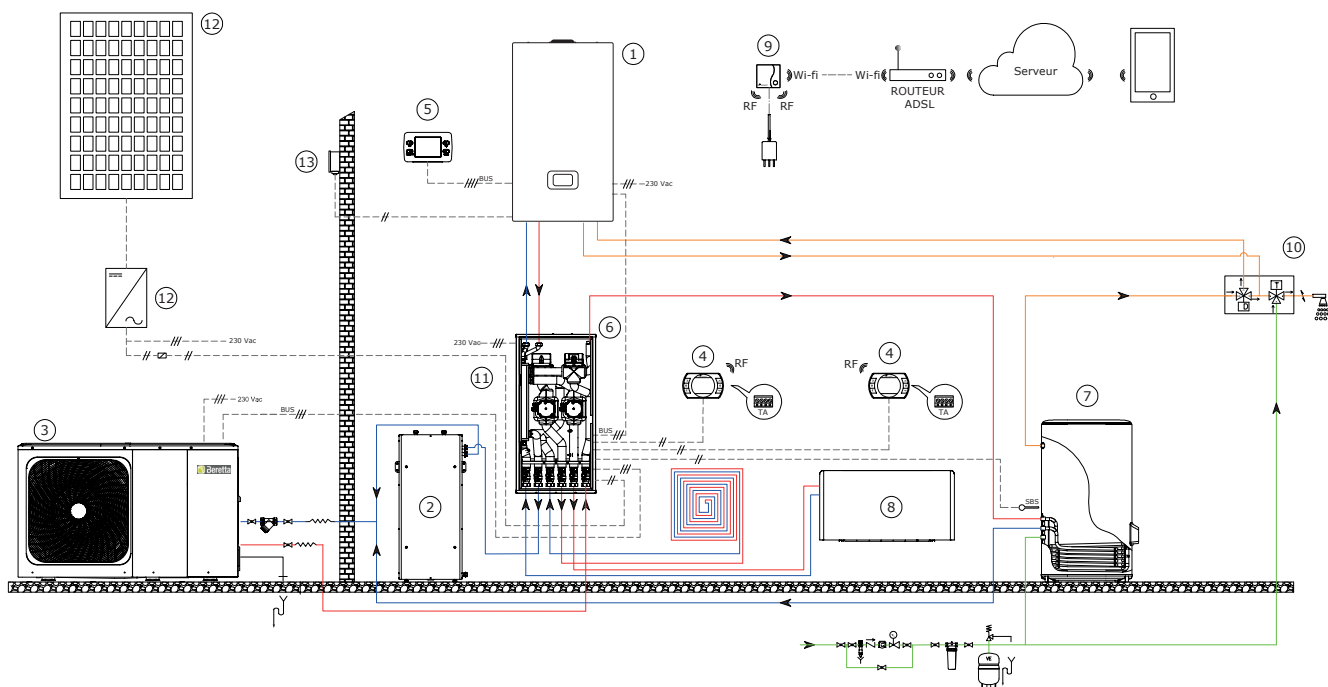 12
1
9
Wi-fi
Wi-fi
Serveur
ROUTEUR
ADSL
RF
RF
5
13
BUS
230 Vac
10
12
T
6
230 Vac
230 Vac
11
4
RF
RF
4
TA
TA
230 Vac
BUS
BUS
3
Beretta
7
2
8
SBS
VE